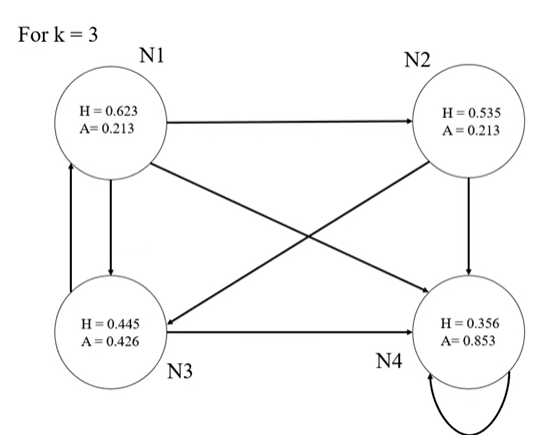 For k = 3
N1
N2
H = 0.623
A= 0.213
H = 0.535
A = 0.213
H = 0.445
A = 0.426
H = 0.356
A= 0.853
N4
N3